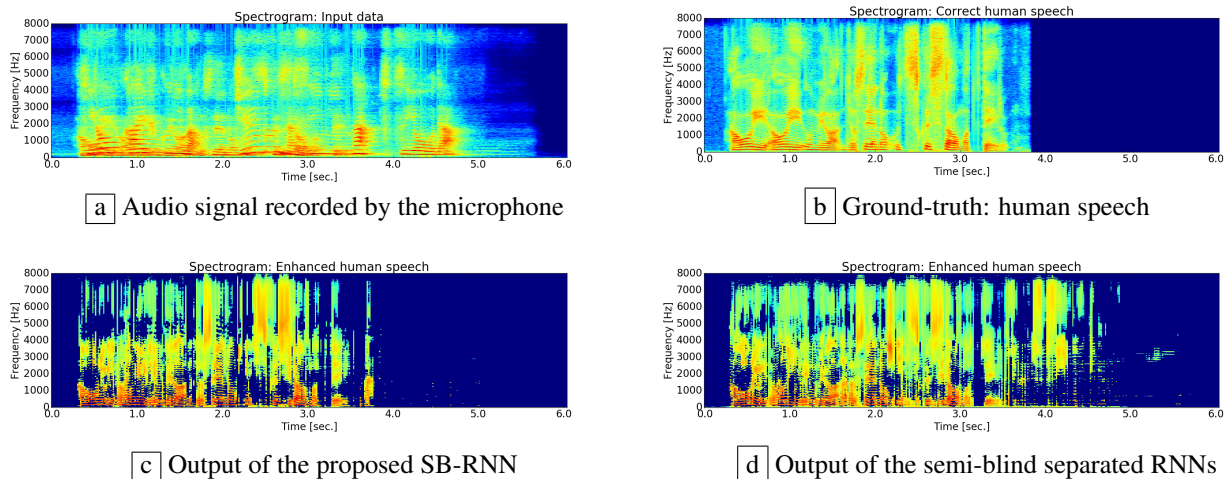 Spectrogram: Input data
8000
7000
6000
5000
4000
3000
2000
1000
0
Frequency [Hz]
0.0 1.0 2.0 3.0 4.0 5.0 6.0
Time [sec.]
a Audio signal recorded by the microphone
Spectrogram: Correct human speech
8000
7000
6000
5000
4000
3000
2000
1000
0
Frequency [Hz]
0.0 1.0 2.0 3.0 4.0 5.0 6.0
Time [sec.]
b Ground-truth: human speech
Spectrogram: Enhanced human speech
8000
7000
6000
5000
4000
3000
2000
1000
0
Frequency [Hz]
0.0 1.0 2.0 3.0 4.0 5.0 6.0
Time [sec.]
c Output of the proposed SB-RNN
Spectrogram: Enhanced human speech
8000
7000
6000
5000
4000
3000
2000
1000
0
Frequency [Hz]
0.0 1.0 2.0 3.0 4.0 5.0 6.0
Time [sec.]
d Output of the semi-blind separated RNNs